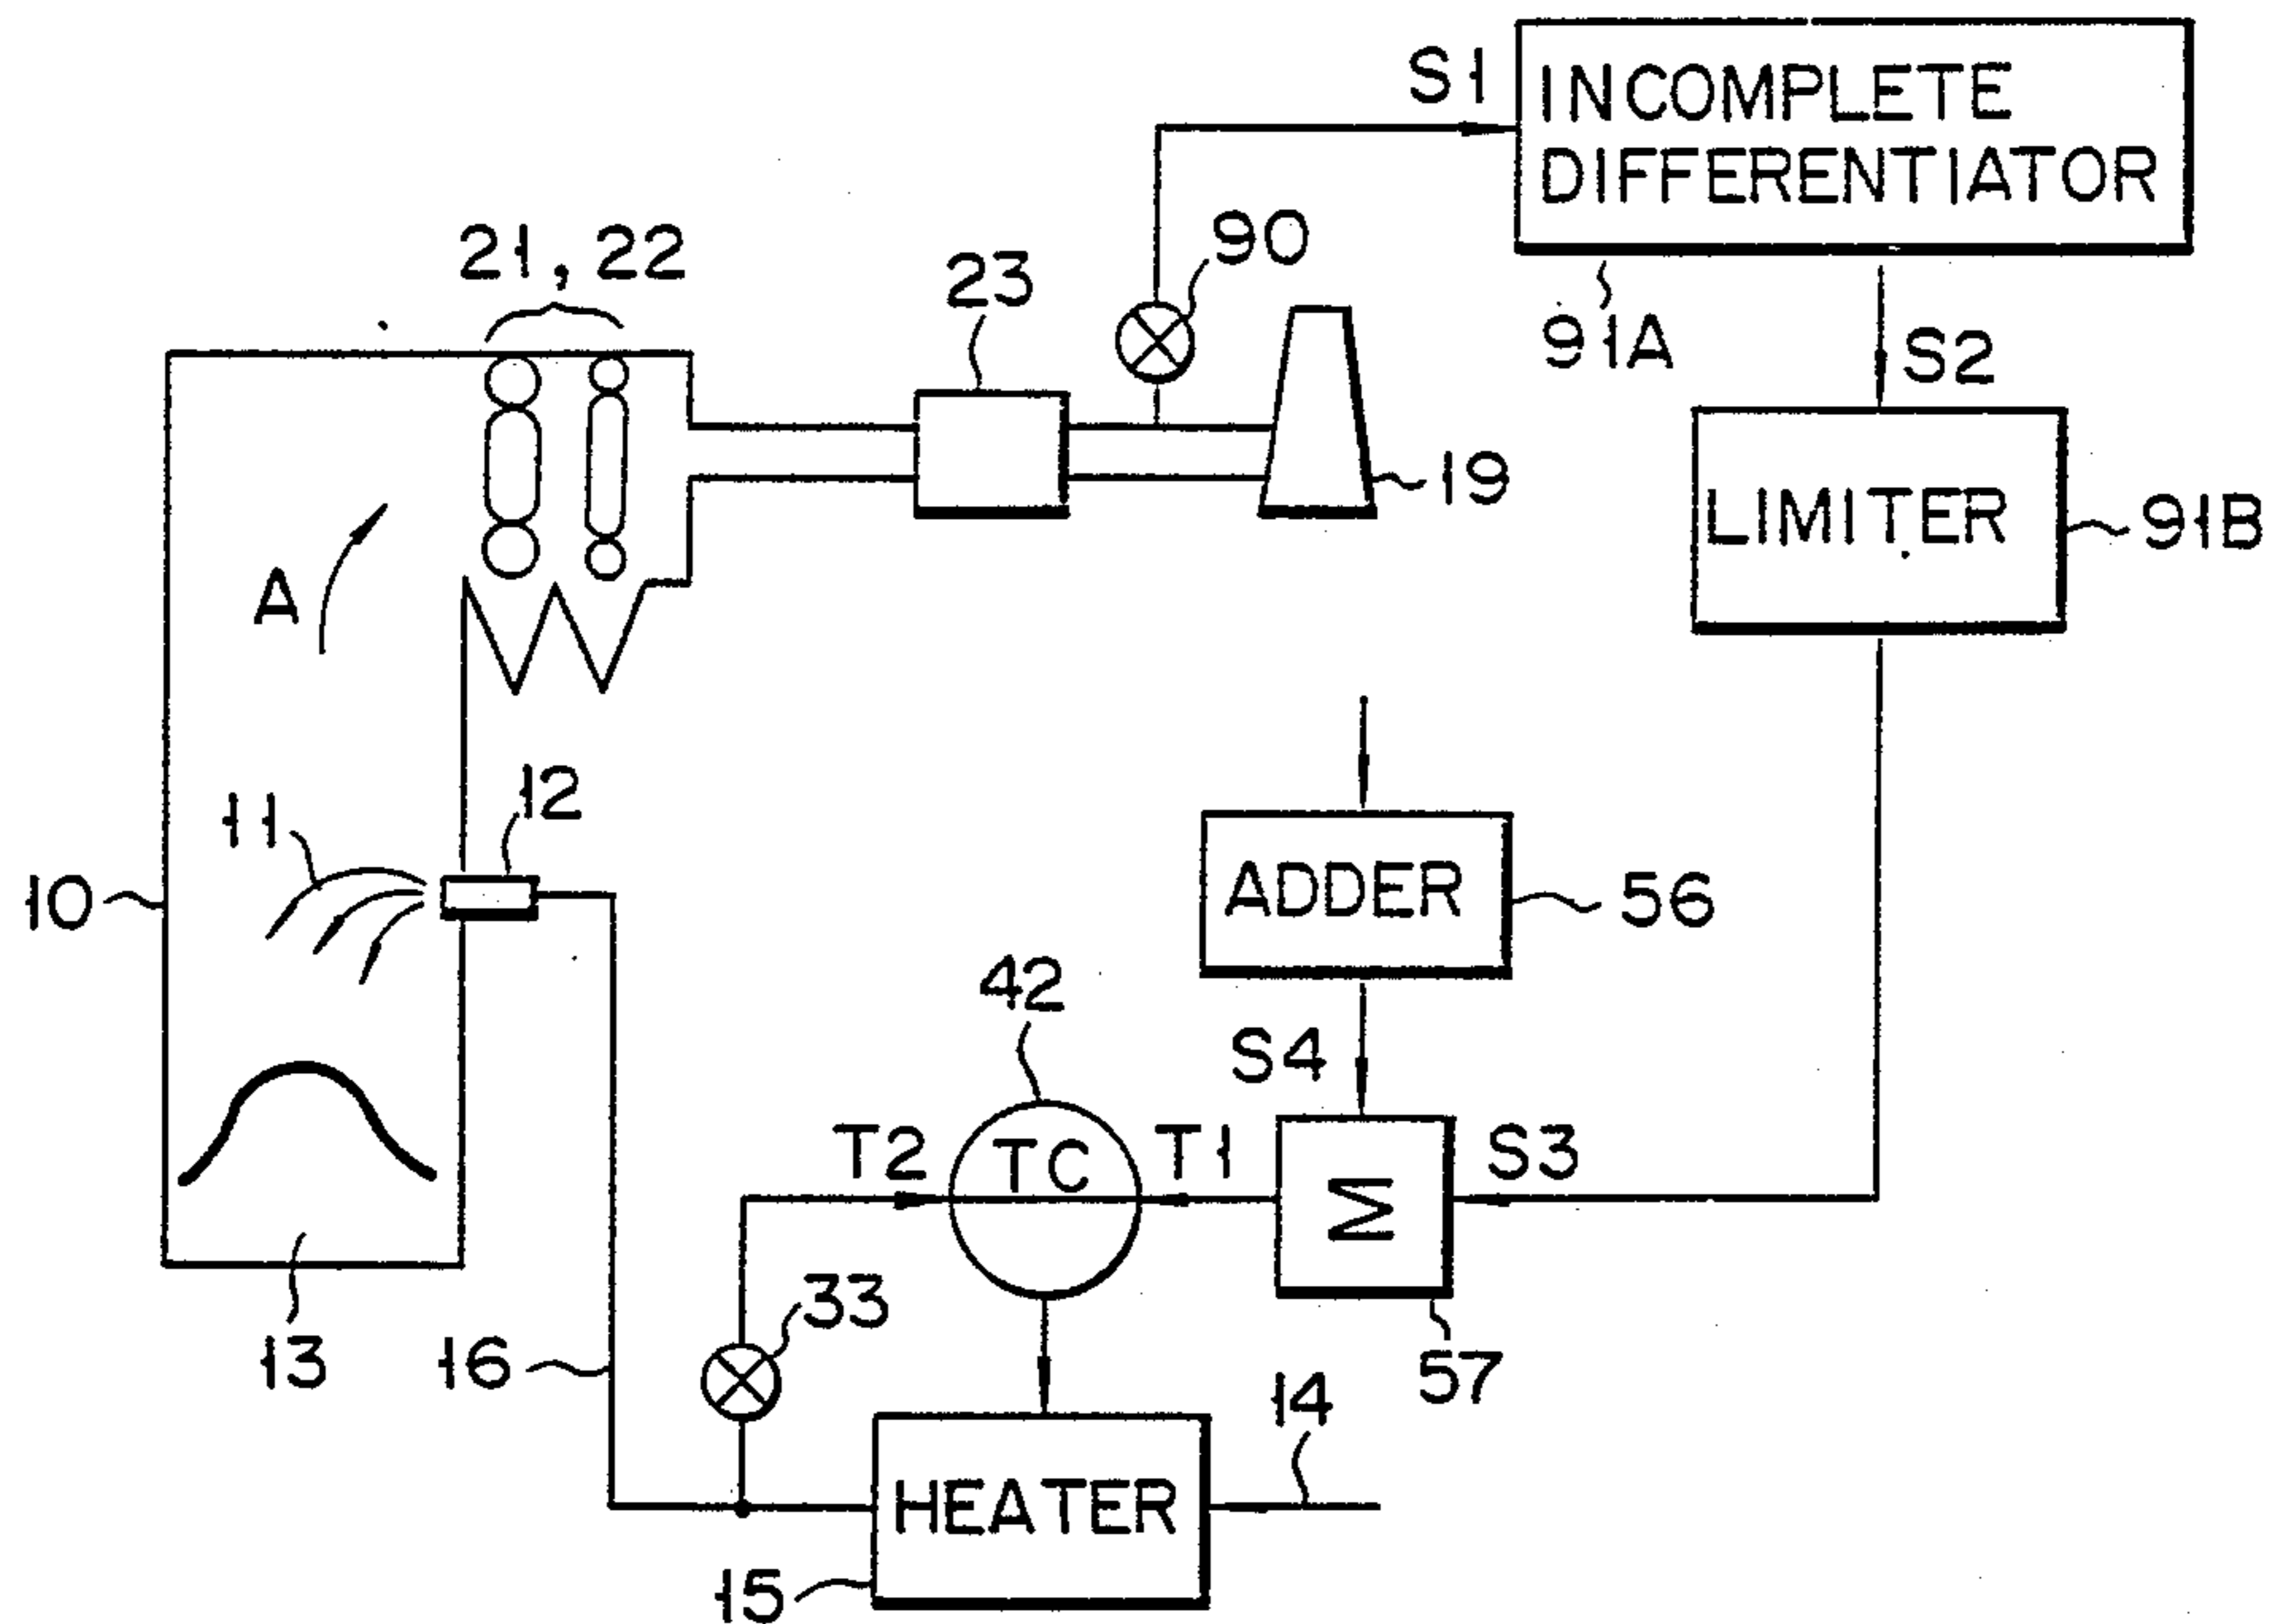 S1
INCOMPLETE
DIFFERENTIATOR
21, 22
23
90
91A
S2
19
LIMITER
91B
A
11
12
10
ADDER
56
42
S4
T2
TC
T1
Σ
S3
33
13
16
57
14
HEATER
15